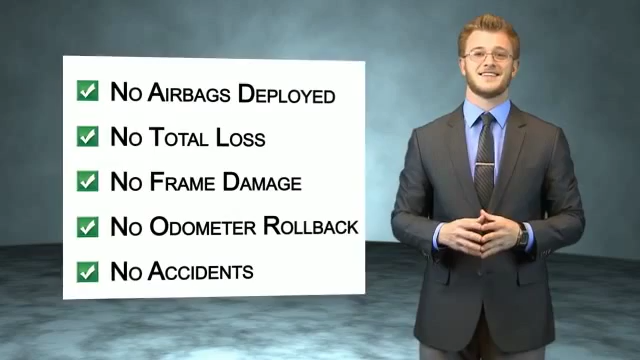 No Airbags Deployed
No Total Loss
No Frame Damage
No Odometer Rollback
No Accidents